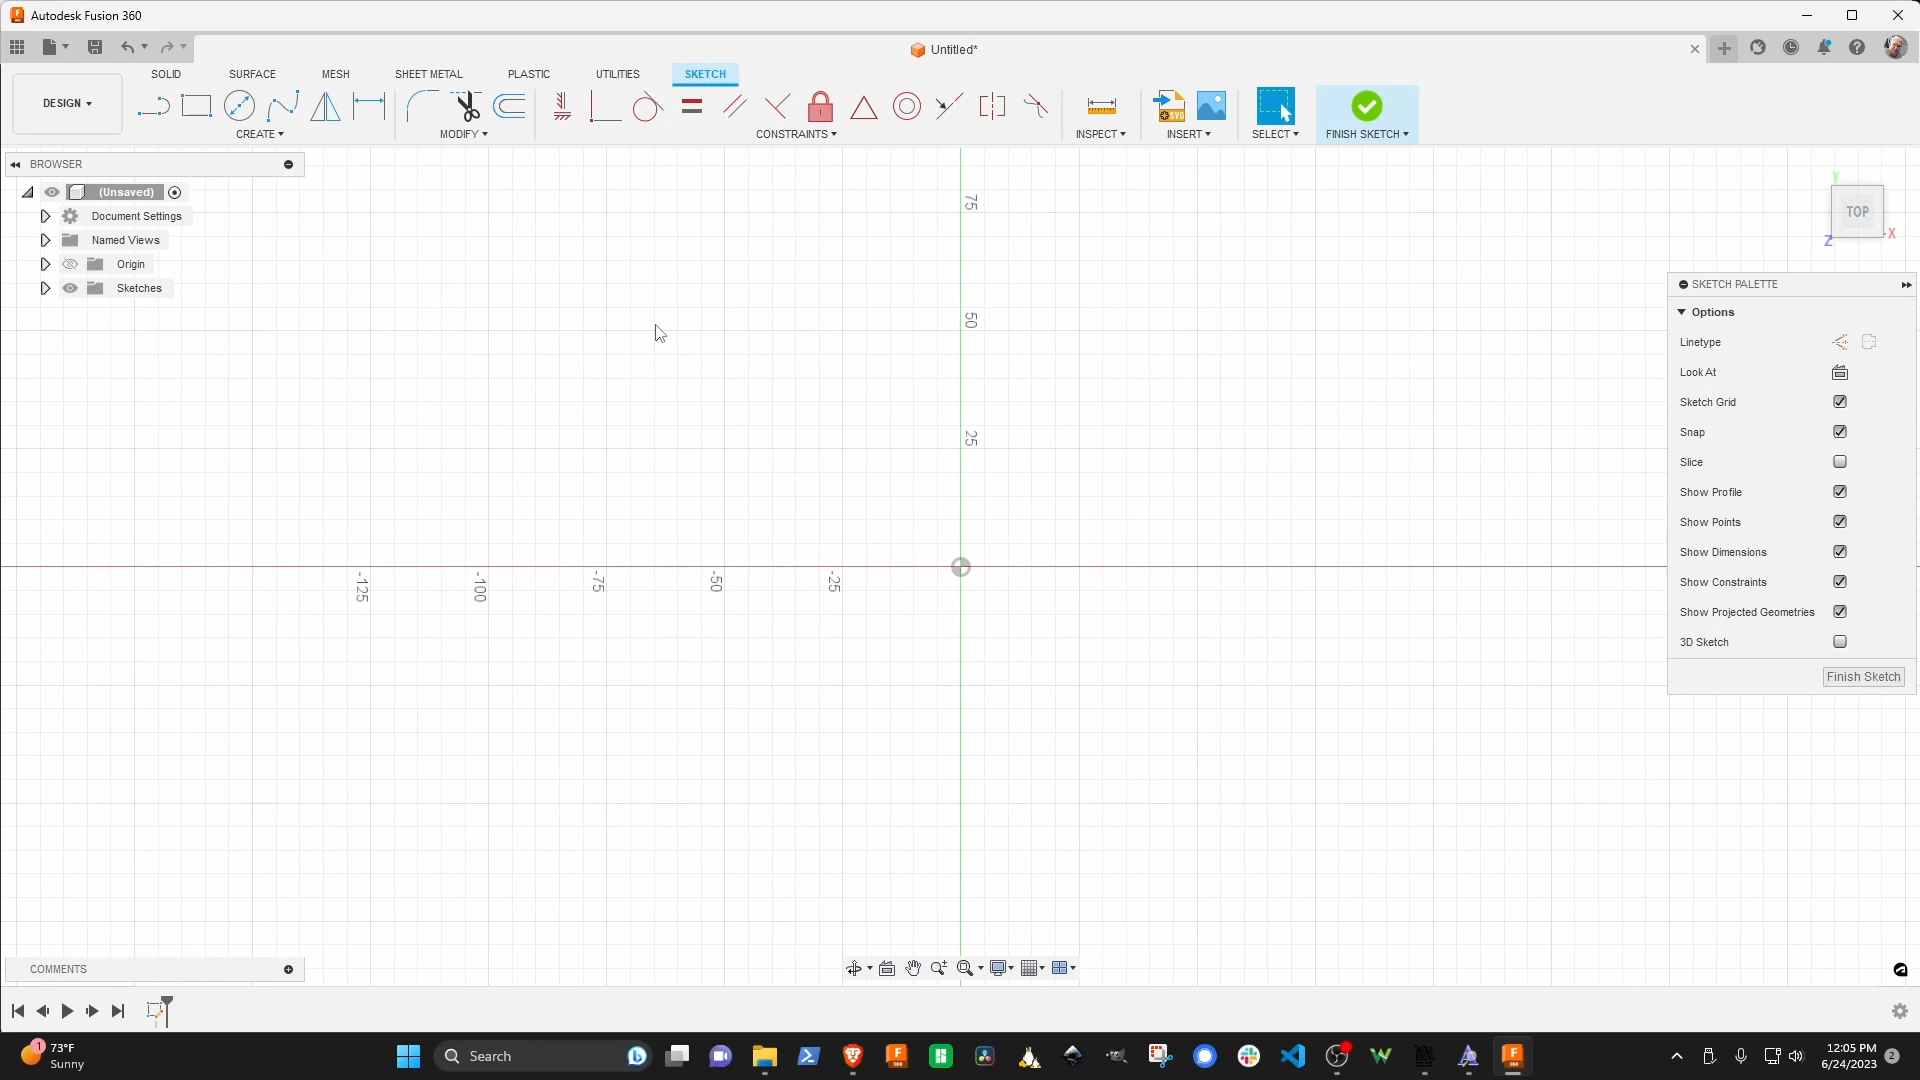 Autodesk Fusion 360
Untitled*
SOLID
SURFACE
MESH
SHEET METAL
PLASTIC
UTILITIES
SKETCH
DESIGN
CREATE
MODIFY
CONSTRAINTS
INSPECT
SVG
INSERT
SELECT
FINISH SKETCH
BROWSER
(Unsaved)
Document Settings
Named Views
Origin
Sketches
75
50
25
-125
-100
-75
-50
-25
Y
TOP
X
Z
SKETCH PALETTE
Options
Linetype
Look At
Sketch Grid
Snap
Slice
Show Profile
Show Points
Show Dimensions
Show Constraints
Show Projected Geometries
3D Sketch
Finish Sketch
COMMENTS
1
73°F
Sunny
Search
12:05 PM
6/24/2023
2